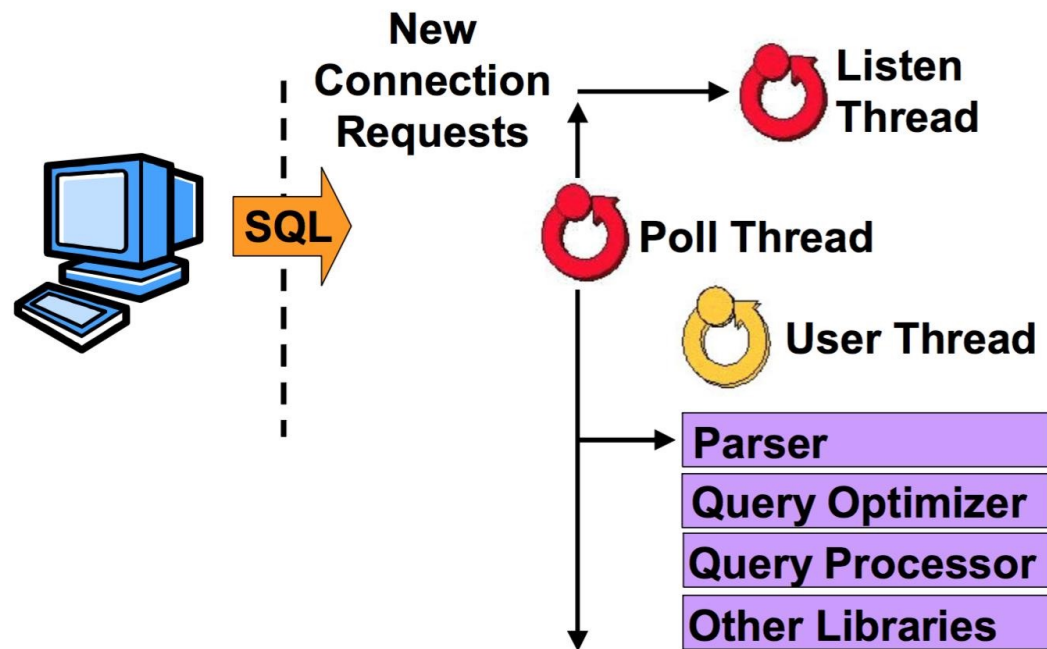 New
Connection
Requests
Listen
Thread
SQL
Poll Thread
User Thread
Parser
Query Optimizer
Query Processor
Other Libraries